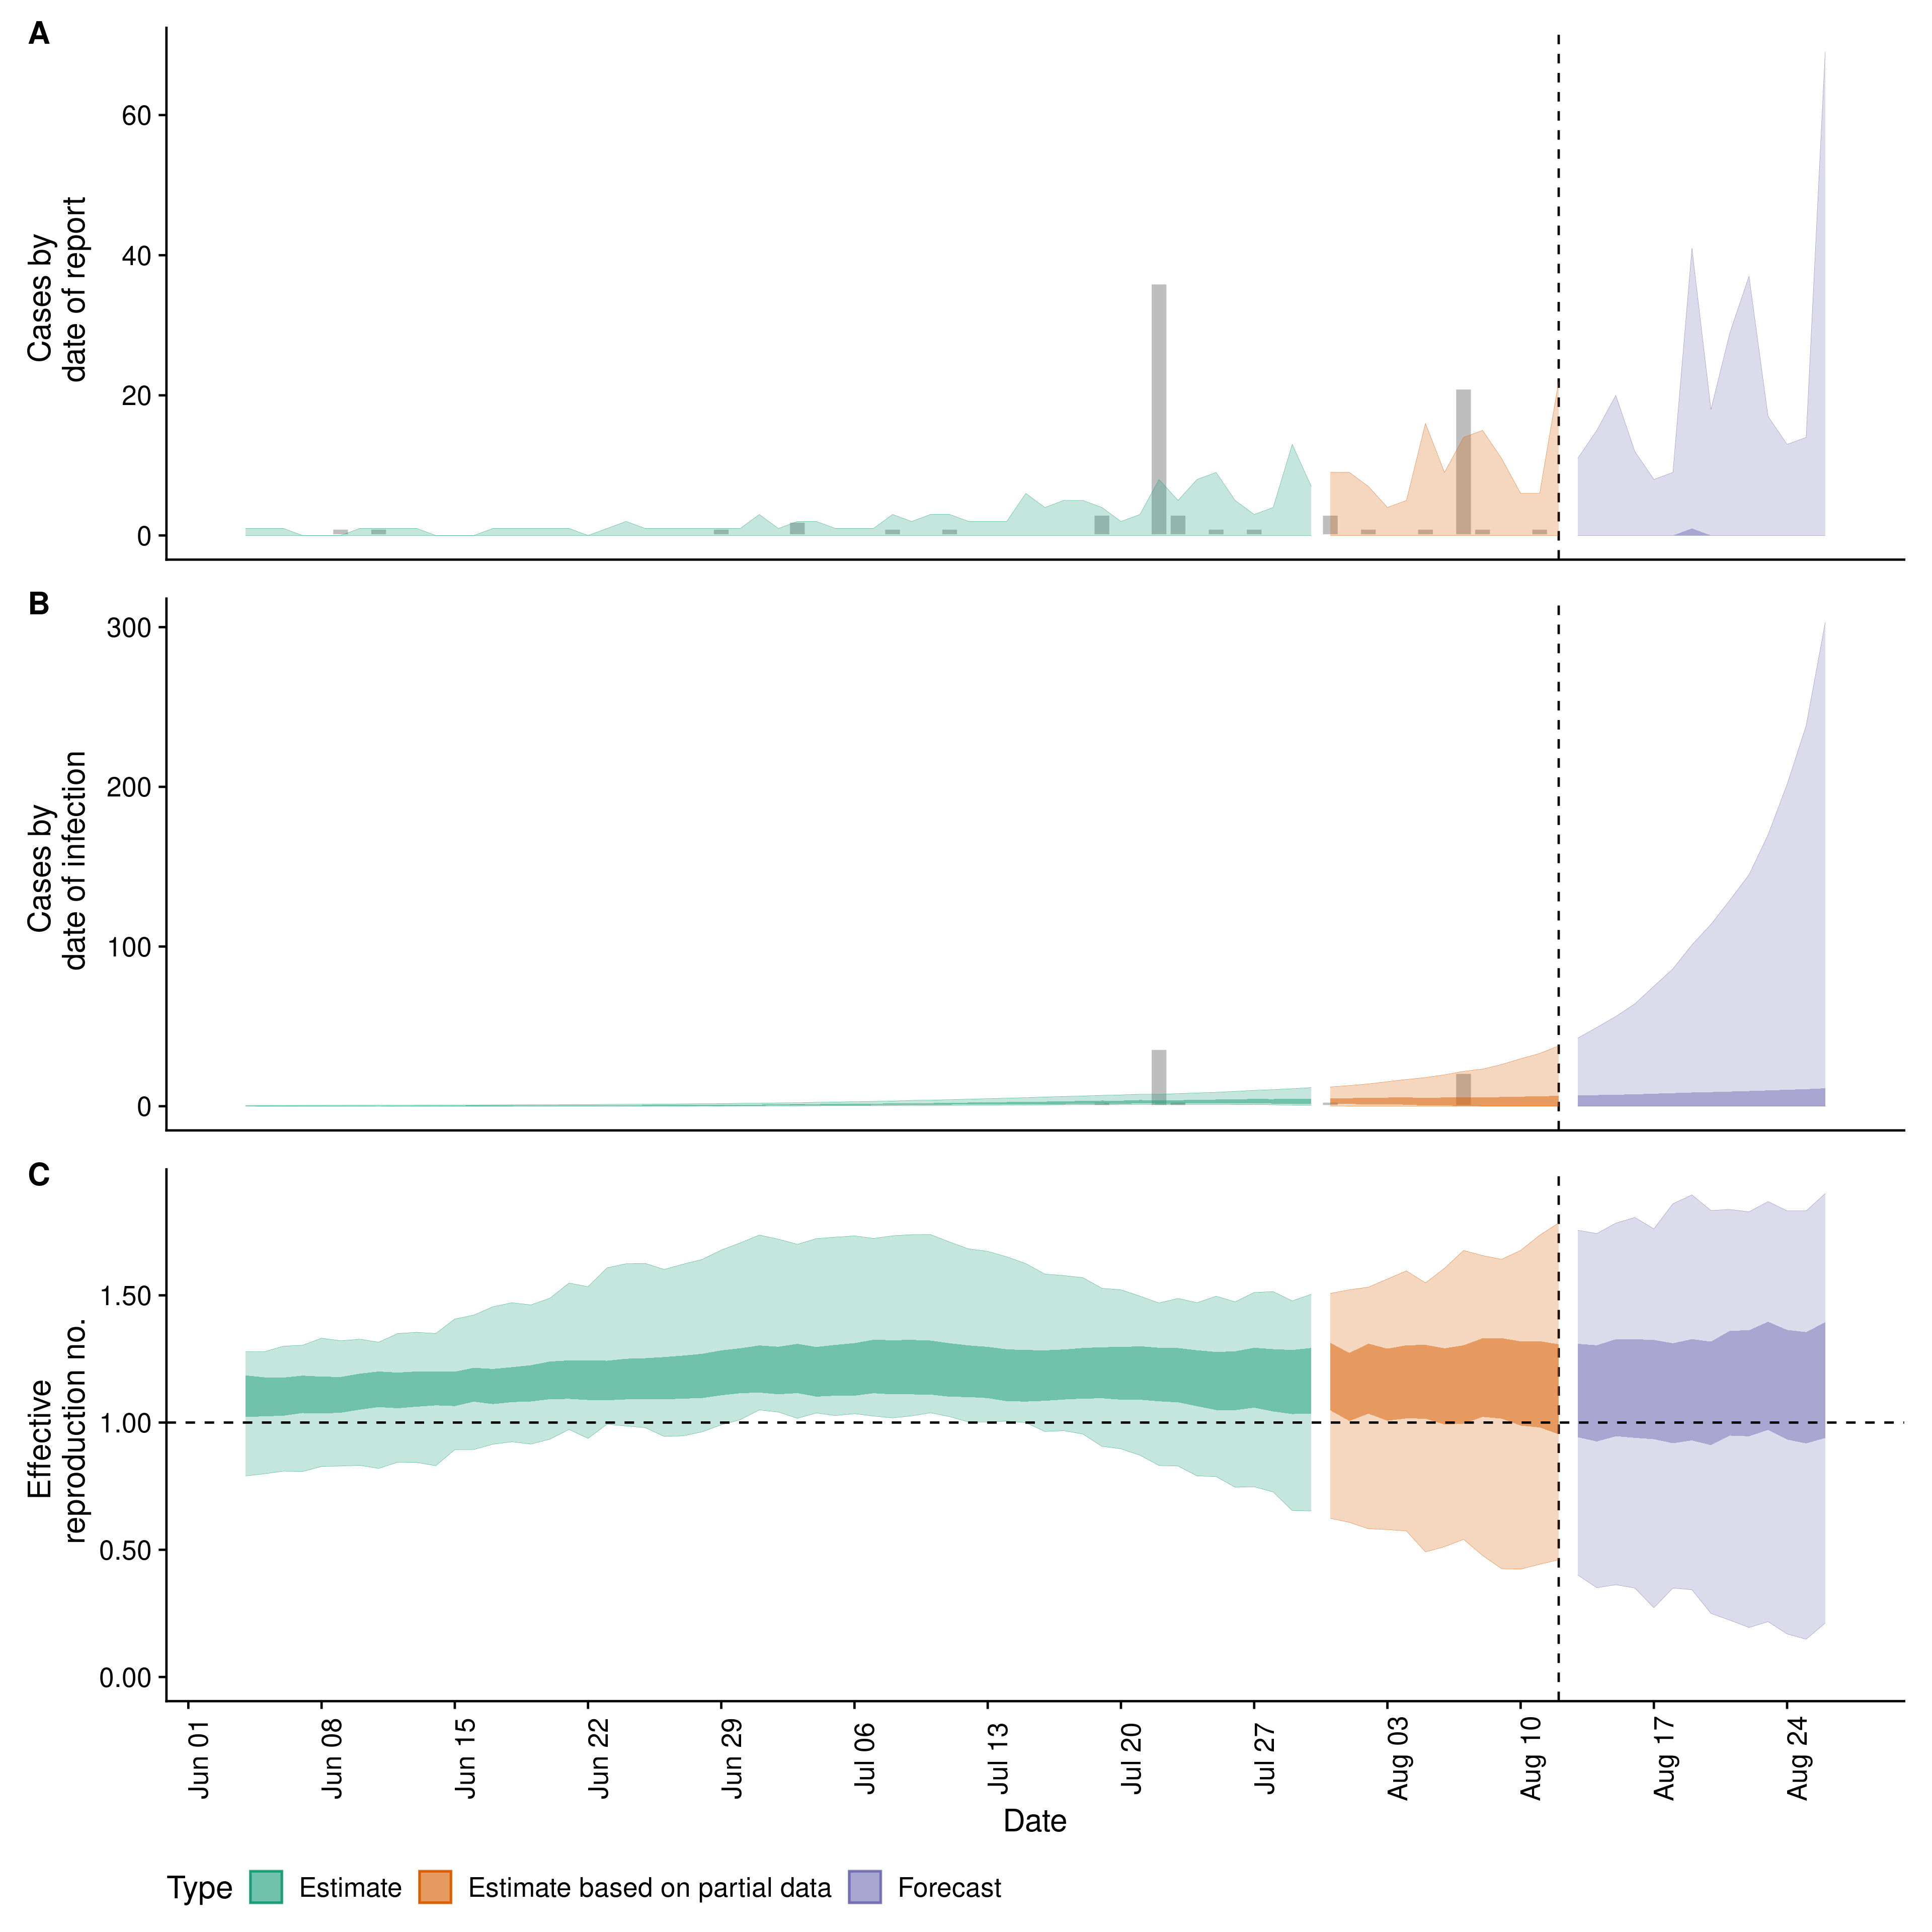 A
Cases by
date of report
60
40
20
0
B
Cases by
date of infection
300
200
100
0
C
Effective
reproduction no.
1.50
1.00
0.50
0.00
Jun 01
Jun 08
Jun 15
Jun 22
Jun 29
Jul 06
Jul 13
Jul 20
Jul 27
Aug 03
Aug 10
Aug 17
Aug 24
Date
Type Estimate Estimate based on partial data Forecast